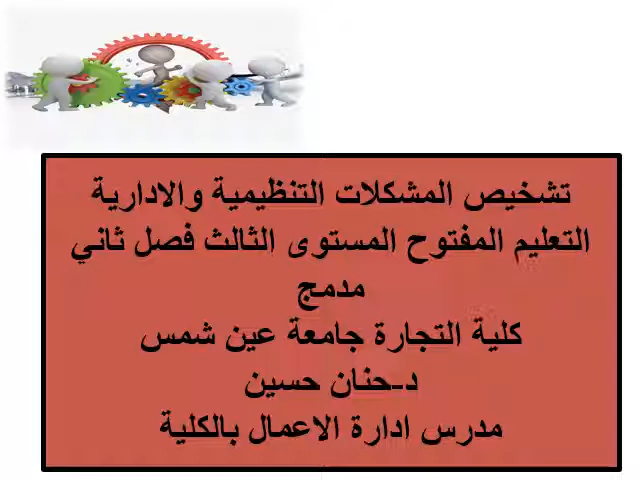 تشخيص المشكلات التنظيمية والادارية
التعليم المفتوح المستوى الثالث فصل ثاني
مدمج
كلية التجارة جامعة عين شمس
د-حنان حسين
مدرس ادارة الاعمال بالكلية